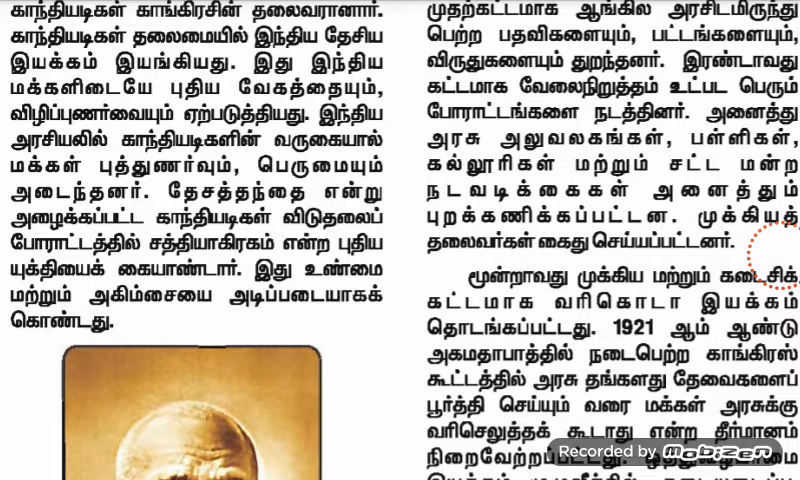 காந்தியடிகள் காங்கிரசின் தலைவரானார்.
காந்தியடிகள் தலைமையில் இந்திய தேசிய
இயக்கம் இயங்கியது. இது இந்திய
மக்களிடையே புதிய வேகத்தையும்,
விழிப்புணர்வையும் ஏற்படுத்தியது. இந்திய
அரசியலில் காந்தியடிகளின் வருகையால்
மக்கள் புத்துணர்வும், பெருமையும்
அடைந்தனர். தேசத்தந்தை என்று
அழைக்கப்பட்ட காந்தியடிகள் விடுதலைப்
போராட்டத்தில் சத்தியாகிரகம் என்ற புதிய
யுக்தியைக் கையாண்டார். இது உண்மை
மற்றும் அகிம்சையை அடிப்படையாகக்
கொண்டது.
முதற்கட்டமாக ஆங்கில அரசிடமிருந்து
பெற்ற பதவிகளையும், பட்டங்களையும்,
விருதுகளையும் துறந்தனர். இரண்டாவது
கட்டமாக வேலைநிறுத்தம் உட்பட பெரும்
போராட்டங்களை நடத்தினர். அனைத்து
அரசு அலுவலகங்கள், பள்ளிகள்,
கல்லூரிகள் மற்றும் சட்ட மன்ற
நடவடிக்கைகள் அனைத்தும்
புறக்கணிக்கப்பட்டன. முக்கியத்
தலைவர்கள் கைது செய்யப்பட்டனர்.
மூன்றாவது முக்கிய மற்றும் கடைசிக்
கட்டமாக வரிகொடா இயக்கம்
தொடங்கப்பட்டது. 1921 ஆம் ஆண்டு
அகமதாபாத்தில் நடைபெற்ற காங்கிரஸ்
கூட்டத்தில் அரசு தங்களது தேவைகளைப்
பூர்த்தி செய்யும் வரை மக்கள் அரசுக்கு
வரிசெலுத்தக் கூடாது என்ற தீர்மானம்
நிறைவேற்றப்பட்டது. ஒத்துழையாமை
Recorded by MOBIZEN